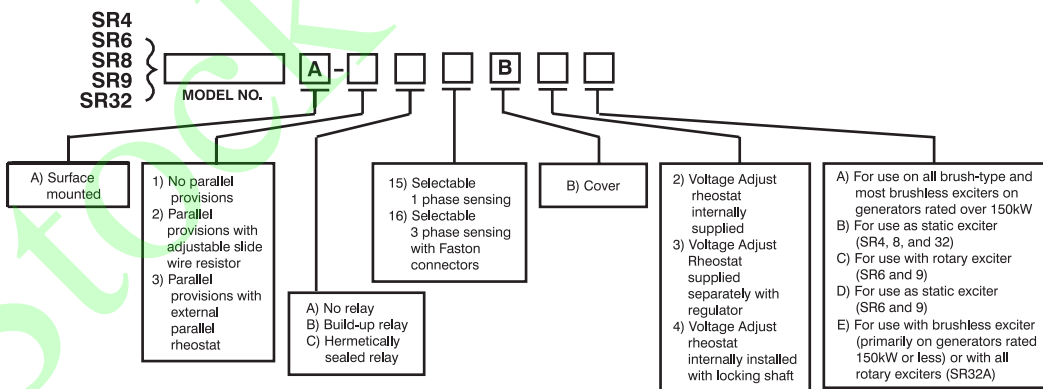 SR4
SR6
SR8
SR9
SR32
MODEL NO.
A - B
A) Surface
mounted
1) No parallel
provisions
2) Parallel
provisions with
adjustable slide
wire resistor
3) Parallel
provisions with
external
parallel
rheostat
A) No relay
B) Build-up relay
C) Hermetically
sealed relay
15) Selectable
1 phase sensing
16) Selectable
3 phase sensing
with Faston
connectors
B) Cover
2) Voltage Adjust
rheostat
internally
supplied
3) Voltage Adjust
Rheostat
supplied
separately with
regulator
4) Voltage Adjust
rheostat
internally installed
with locking shaft
A) For use on all brush-type and
most brushless exciters on
generators rated over 150kW
B) For use as static exciter
(SR4, 8, and 32)
C) For use with rotary exciter
(SR6 and 9)
D) For use as static exciter
(SR6 and 9)
E) For use with brushless exciter
(primarily on generators rated
150kW or less) or with all
rotary exciters (SR32A)